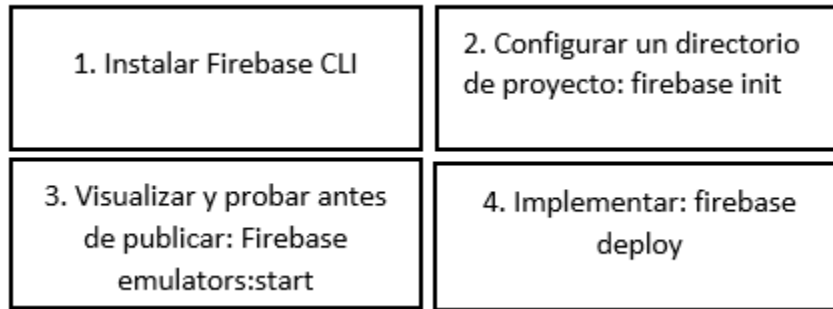 1. Instalar Firebase CLI
2. Configurar un directorio
de proyecto: firebase init
3. Visualizar y probar antes
de publicar: Firebase
emulators:start
4. Implementar: firebase
deploy